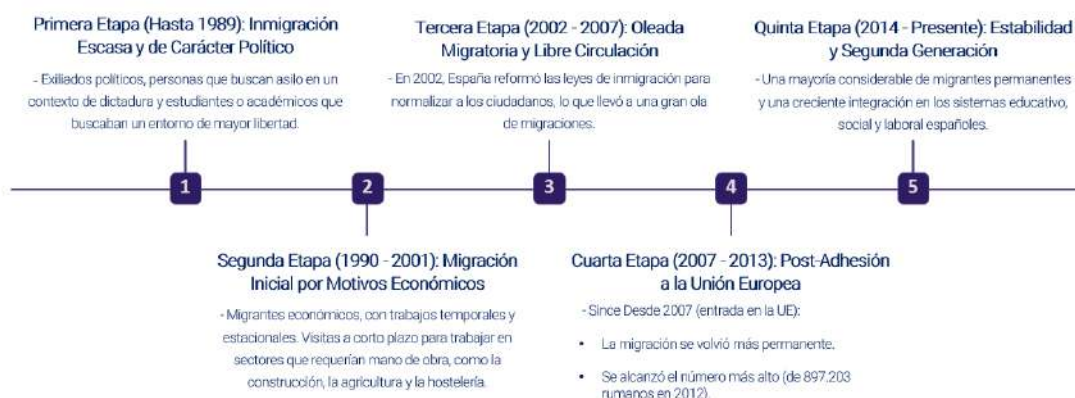 Primera Etapa (Hasta 1989): Inmigración
Escasa y de Carácter Político
- Exiliados políticos, personas que buscan asilo en un
contexto de dictadura y estudiantes o académicos que
buscaban un entorno de mayor libertad.
Tercera Etapa (2002 - 2007): Oleada
Migratoria y Libre Circulación
- En 2002, España reformó las leyes de inmigración para
normalizar a los ciudadanos, lo que llevó a una gran ola
de migraciones.
Quinta Etapa (2014 - Presente): Estabilidad
y Segunda Generación
- Una mayoría considerable de migrantes permanentes
y una creciente integración en los sistemas educativo,
social y laboral españoles.
1
2
3
4
5
Segunda Etapa (1990 - 2001): Migración
Inicial por Motivos Económicos
- Migrantes económicos, con trabajos temporales y
estacionales. Visitas a corto plazo para trabajar en
sectores que requerían mano de obra, como la
construcción, la agricultura y la hostelería.
Cuarta Etapa (2007 - 2013): Post-Adhesión
a la Unión Europea
- Since Desde 2007 (entrada en la UE):
• La migración se volvió más permanente.
• Se alcanzó el número más alto (de 897.203
rumanos en 2012).